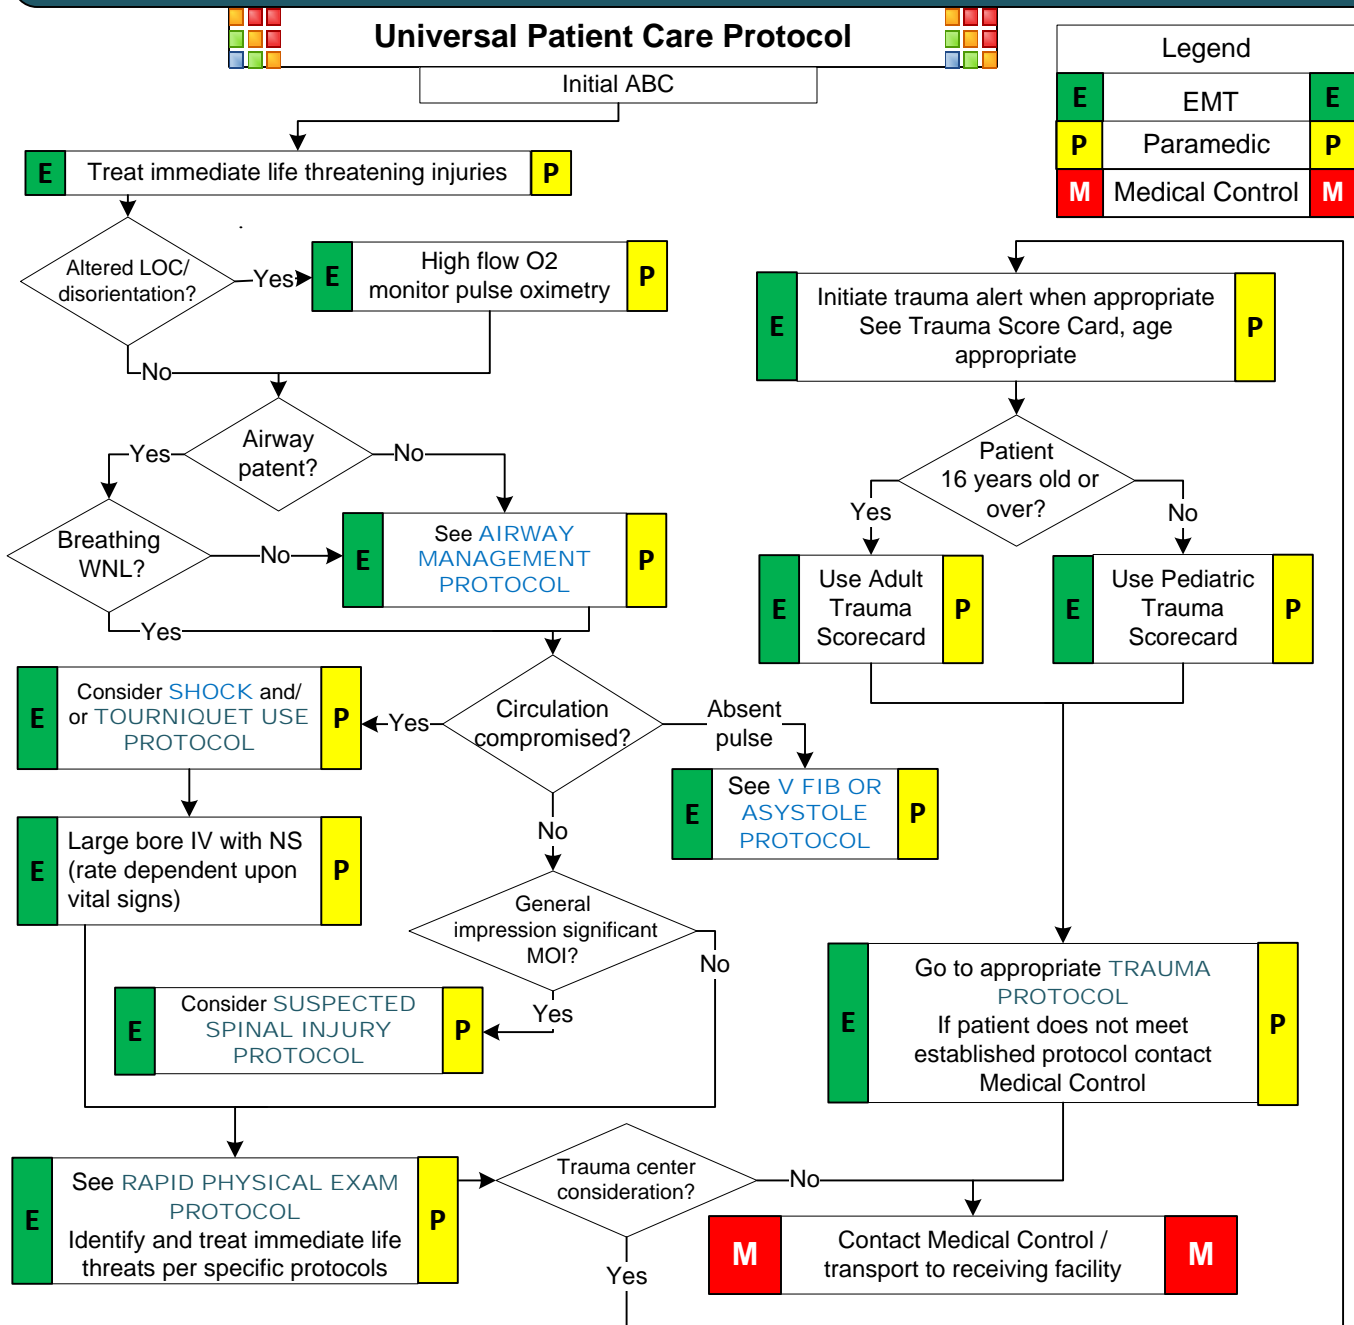 Universal Patient Care Protocol
Initial ABC
Legend
E EMT E
P Paramedic P
M Medical Control M
E Treat immediate life threatening injuries P
Altered LOC/
disorientation?
Yes
E
High flow O2
monitor pulse oximetry
P
No
Airway
patent?
Yes
No
Breathing
WNL?
No
E
See AIRWAY
MANAGEMENT
PROTOCOL
P
Yes
Circulation
compromised?
Yes
Absent
pulse
No
E
Consider SHOCK and/
or TOURNIQUET USE
PROTOCOL
P
E
See V FIB OR
ASYSTOLE
PROTOCOL
P
E
Large bore IV with NS
(rate dependent upon
vital signs)
P
General
impression significant
MOI?
No
Yes
E
Consider SUSPECTED
SPINAL INJURY
PROTOCOL
P
E
See RAPID PHYSICAL EXAM
PROTOCOL
Identify and treat immediate life
threats per specific protocols
P
Trauma center
consideration?
No
Yes
E
Initiate trauma alert when appropriate
See Trauma Score Card, age
appropriate
P
Patient
16 years old or
over?
Yes
No
E
Use Adult
Trauma
Scorecard
P
E
Use Pediatric
Trauma
Scorecard
P
E
Go to appropriate TRAUMA
PROTOCOL
If patient does not meet
established protocol contact
Medical Control
P
M
Contact Medical Control /
transport to receiving facility
M